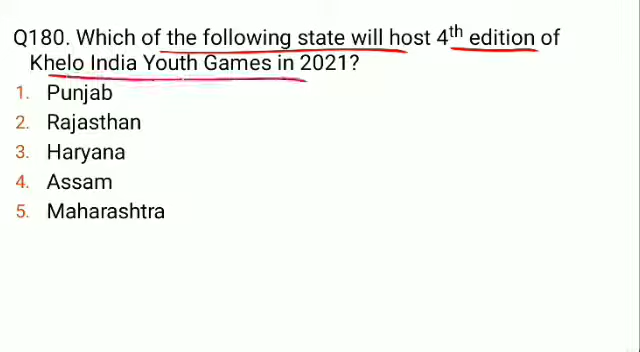 Q180. Which of the following state will host 4th edition of
Khelo India Youth Games in 2021?
1. Punjab
2. Rajasthan
3. Haryana
4. Assam
5. Maharashtra